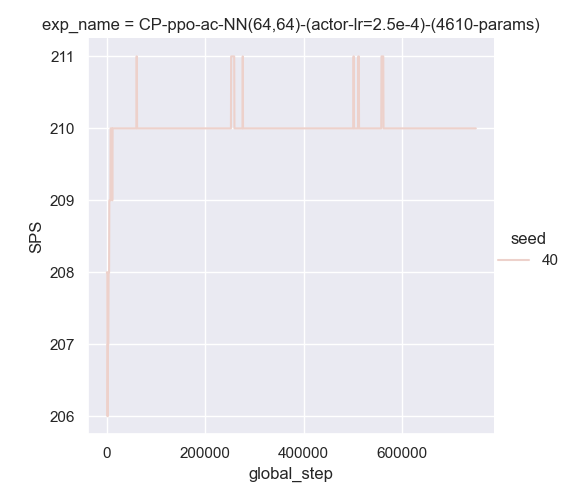 exp_name = CP-ppo-ac-NN(64,64)-(actor-lr=2.5e-4)-(4610-params)
211
210
209
208
207
206
SPS
0
200000
400000
600000
global_step
seed
40